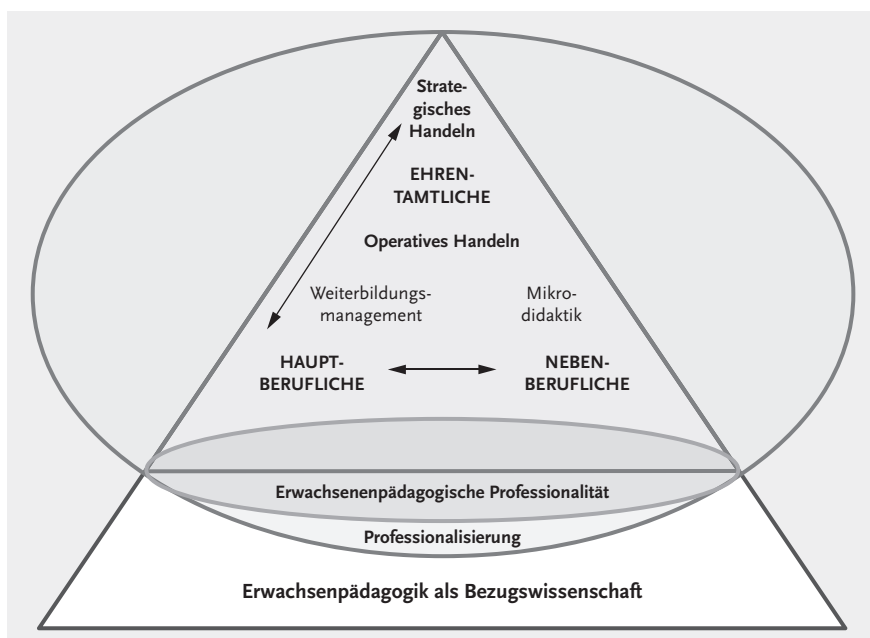 Strate-
gisches
Handeln
EHREN-
TAMTLICHE
Operatives Handeln
Weiterbildungs-
management
Mikro-
didaktik
HAUPT-
BERUFLICHE
NEBEN-
BERUFLICHE
Erwachsenenpädagogische Professionalität
Professionalisierung
Erwachsenpädagogik als Bezugswissenschaft